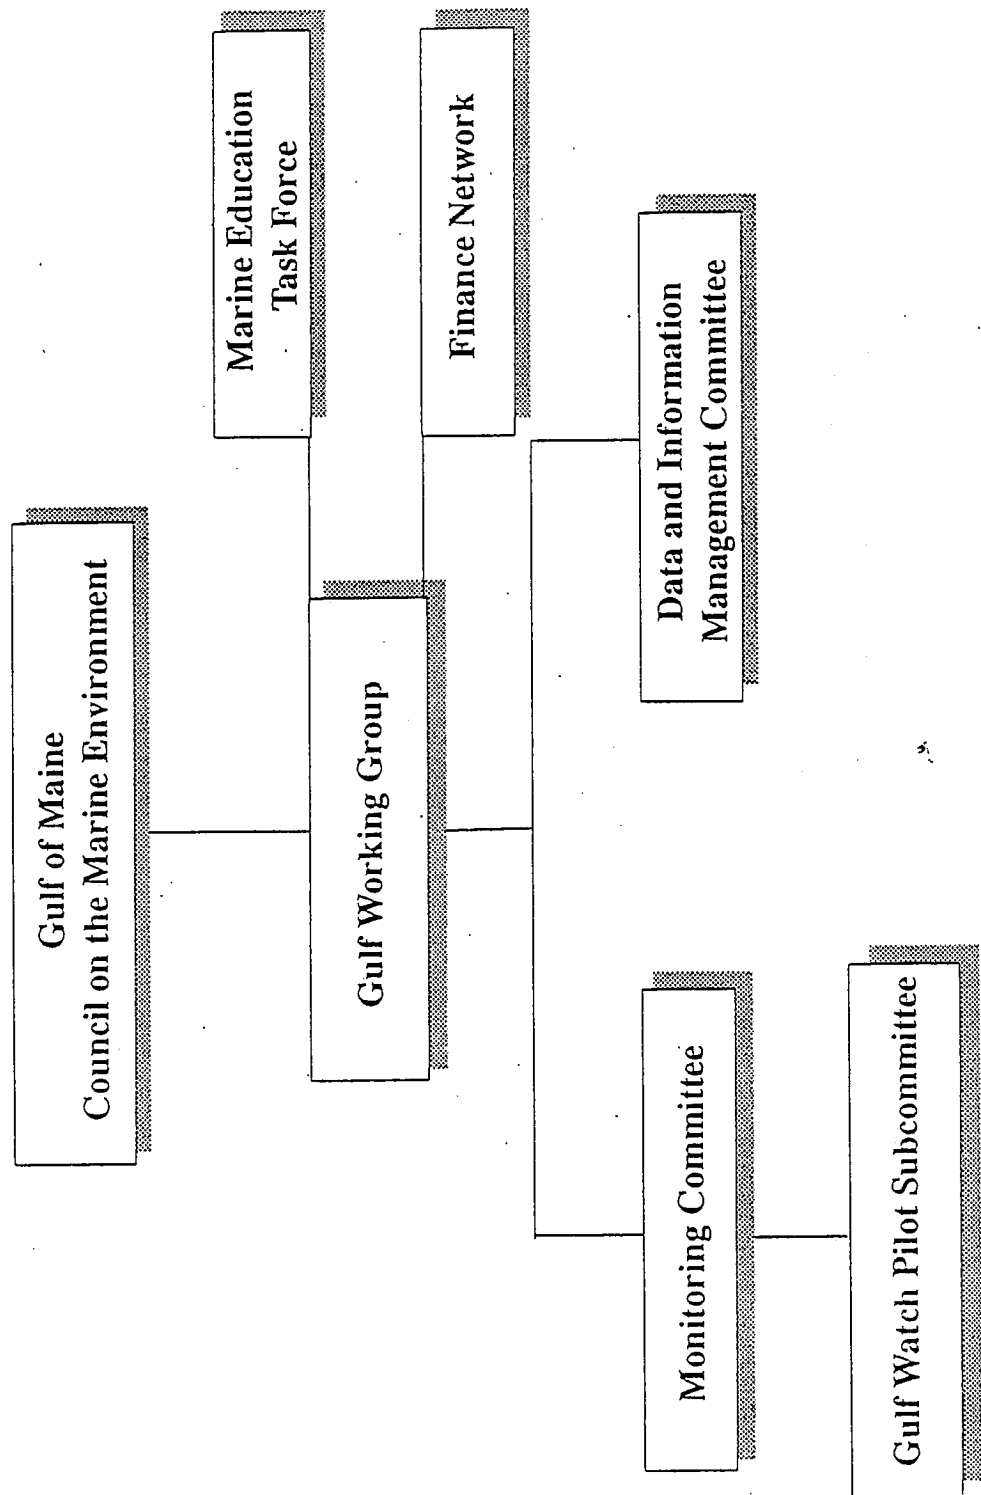 Gulf of Maine
Council on the Marine Environment
Marine Education
Task Force
Gulf Working Group
Finance Network
Monitoring Committee
Data and Information
Management Committee
Gulf Watch Pilot Subcommittee